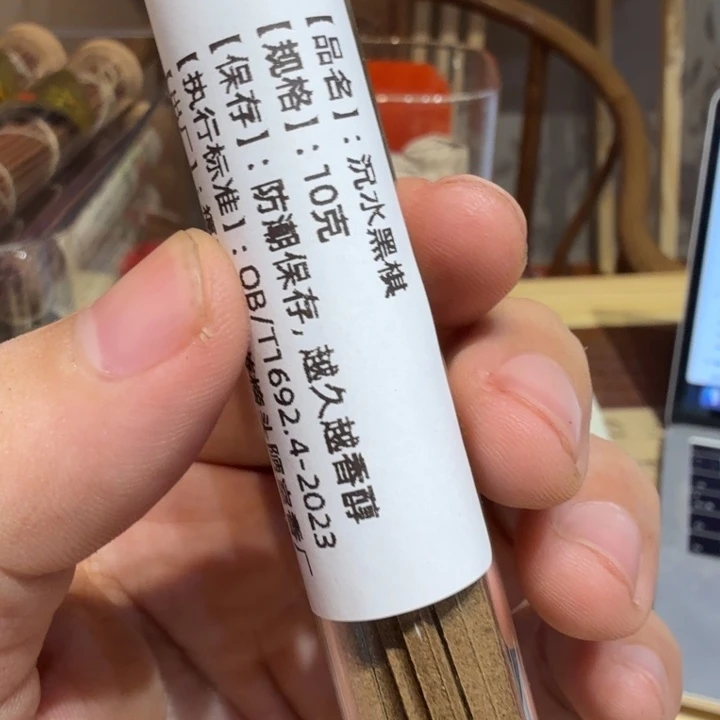 【品名】：沉水黑棋
【规格】：10克
【保存】：防潮保存，越久越香醇
【执行标准】：QB/T1692.4-2023